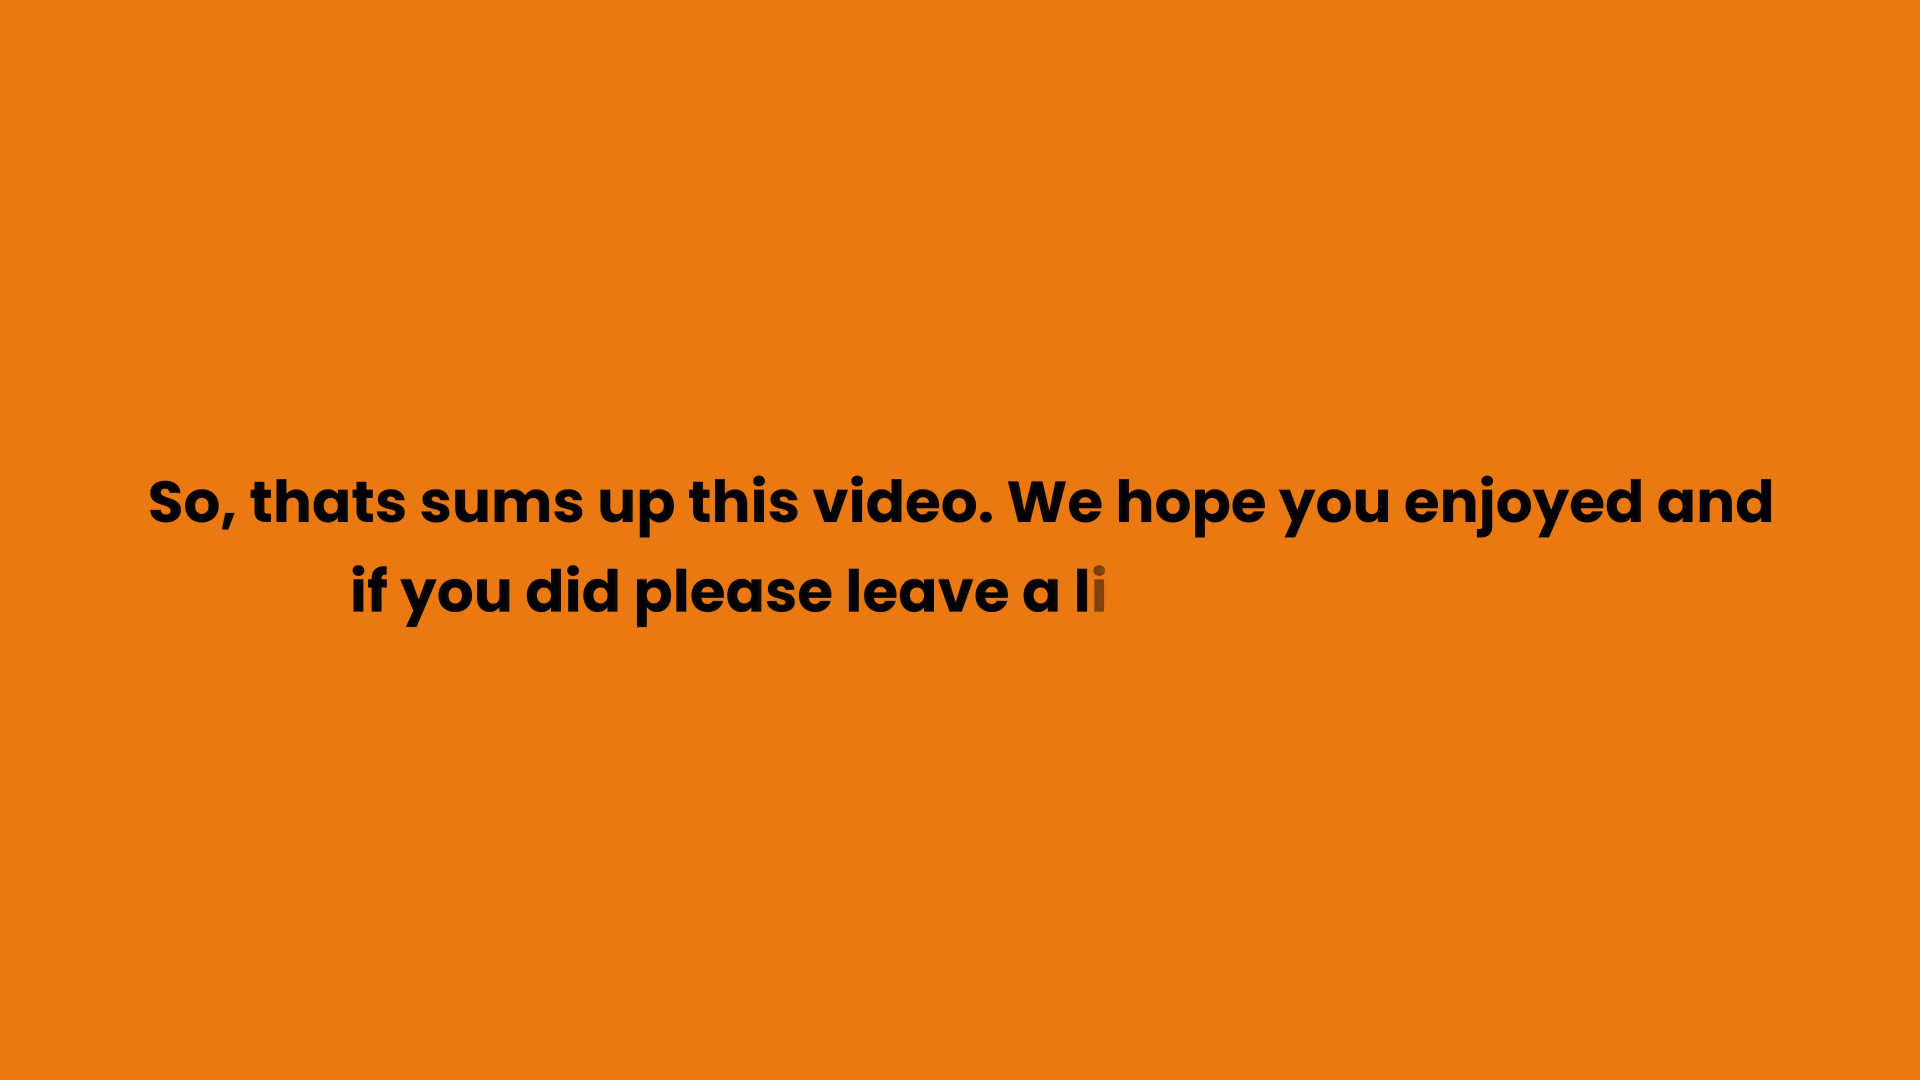 So, thats sums up this video. We hope you enjoyed and
if you did please leave a li